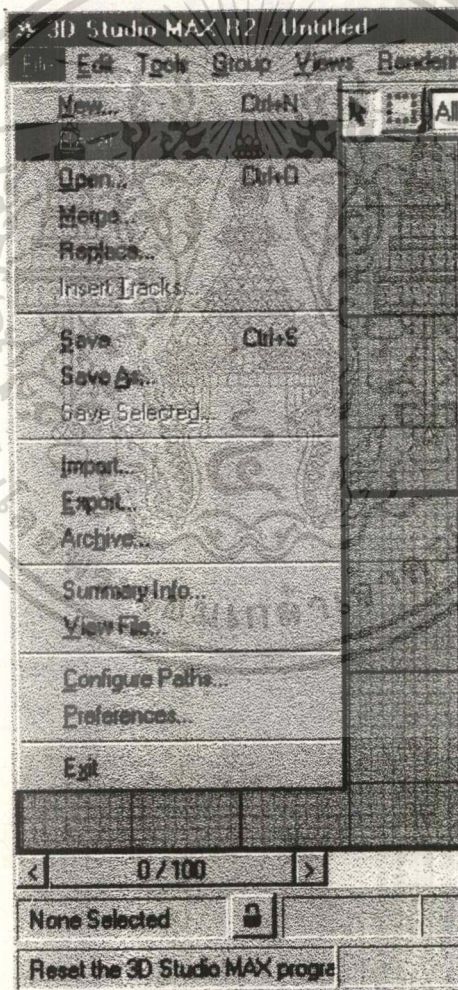 3D Studio MAX R2 - Untitled
File Edit Tools Group Views Renderin
New... Ctrl+N
All
Open... Ctrl+O
Merge...
Replace...
Insert Tracks...
Save Ctrl+S
Save As...
Save Selected...
Import...
Export...
Archive...
Summary Info...
View File...
Configure Paths...
Preferences...
Exit
0 / 100
None Selected
Reset the 3D Studio MAX progra